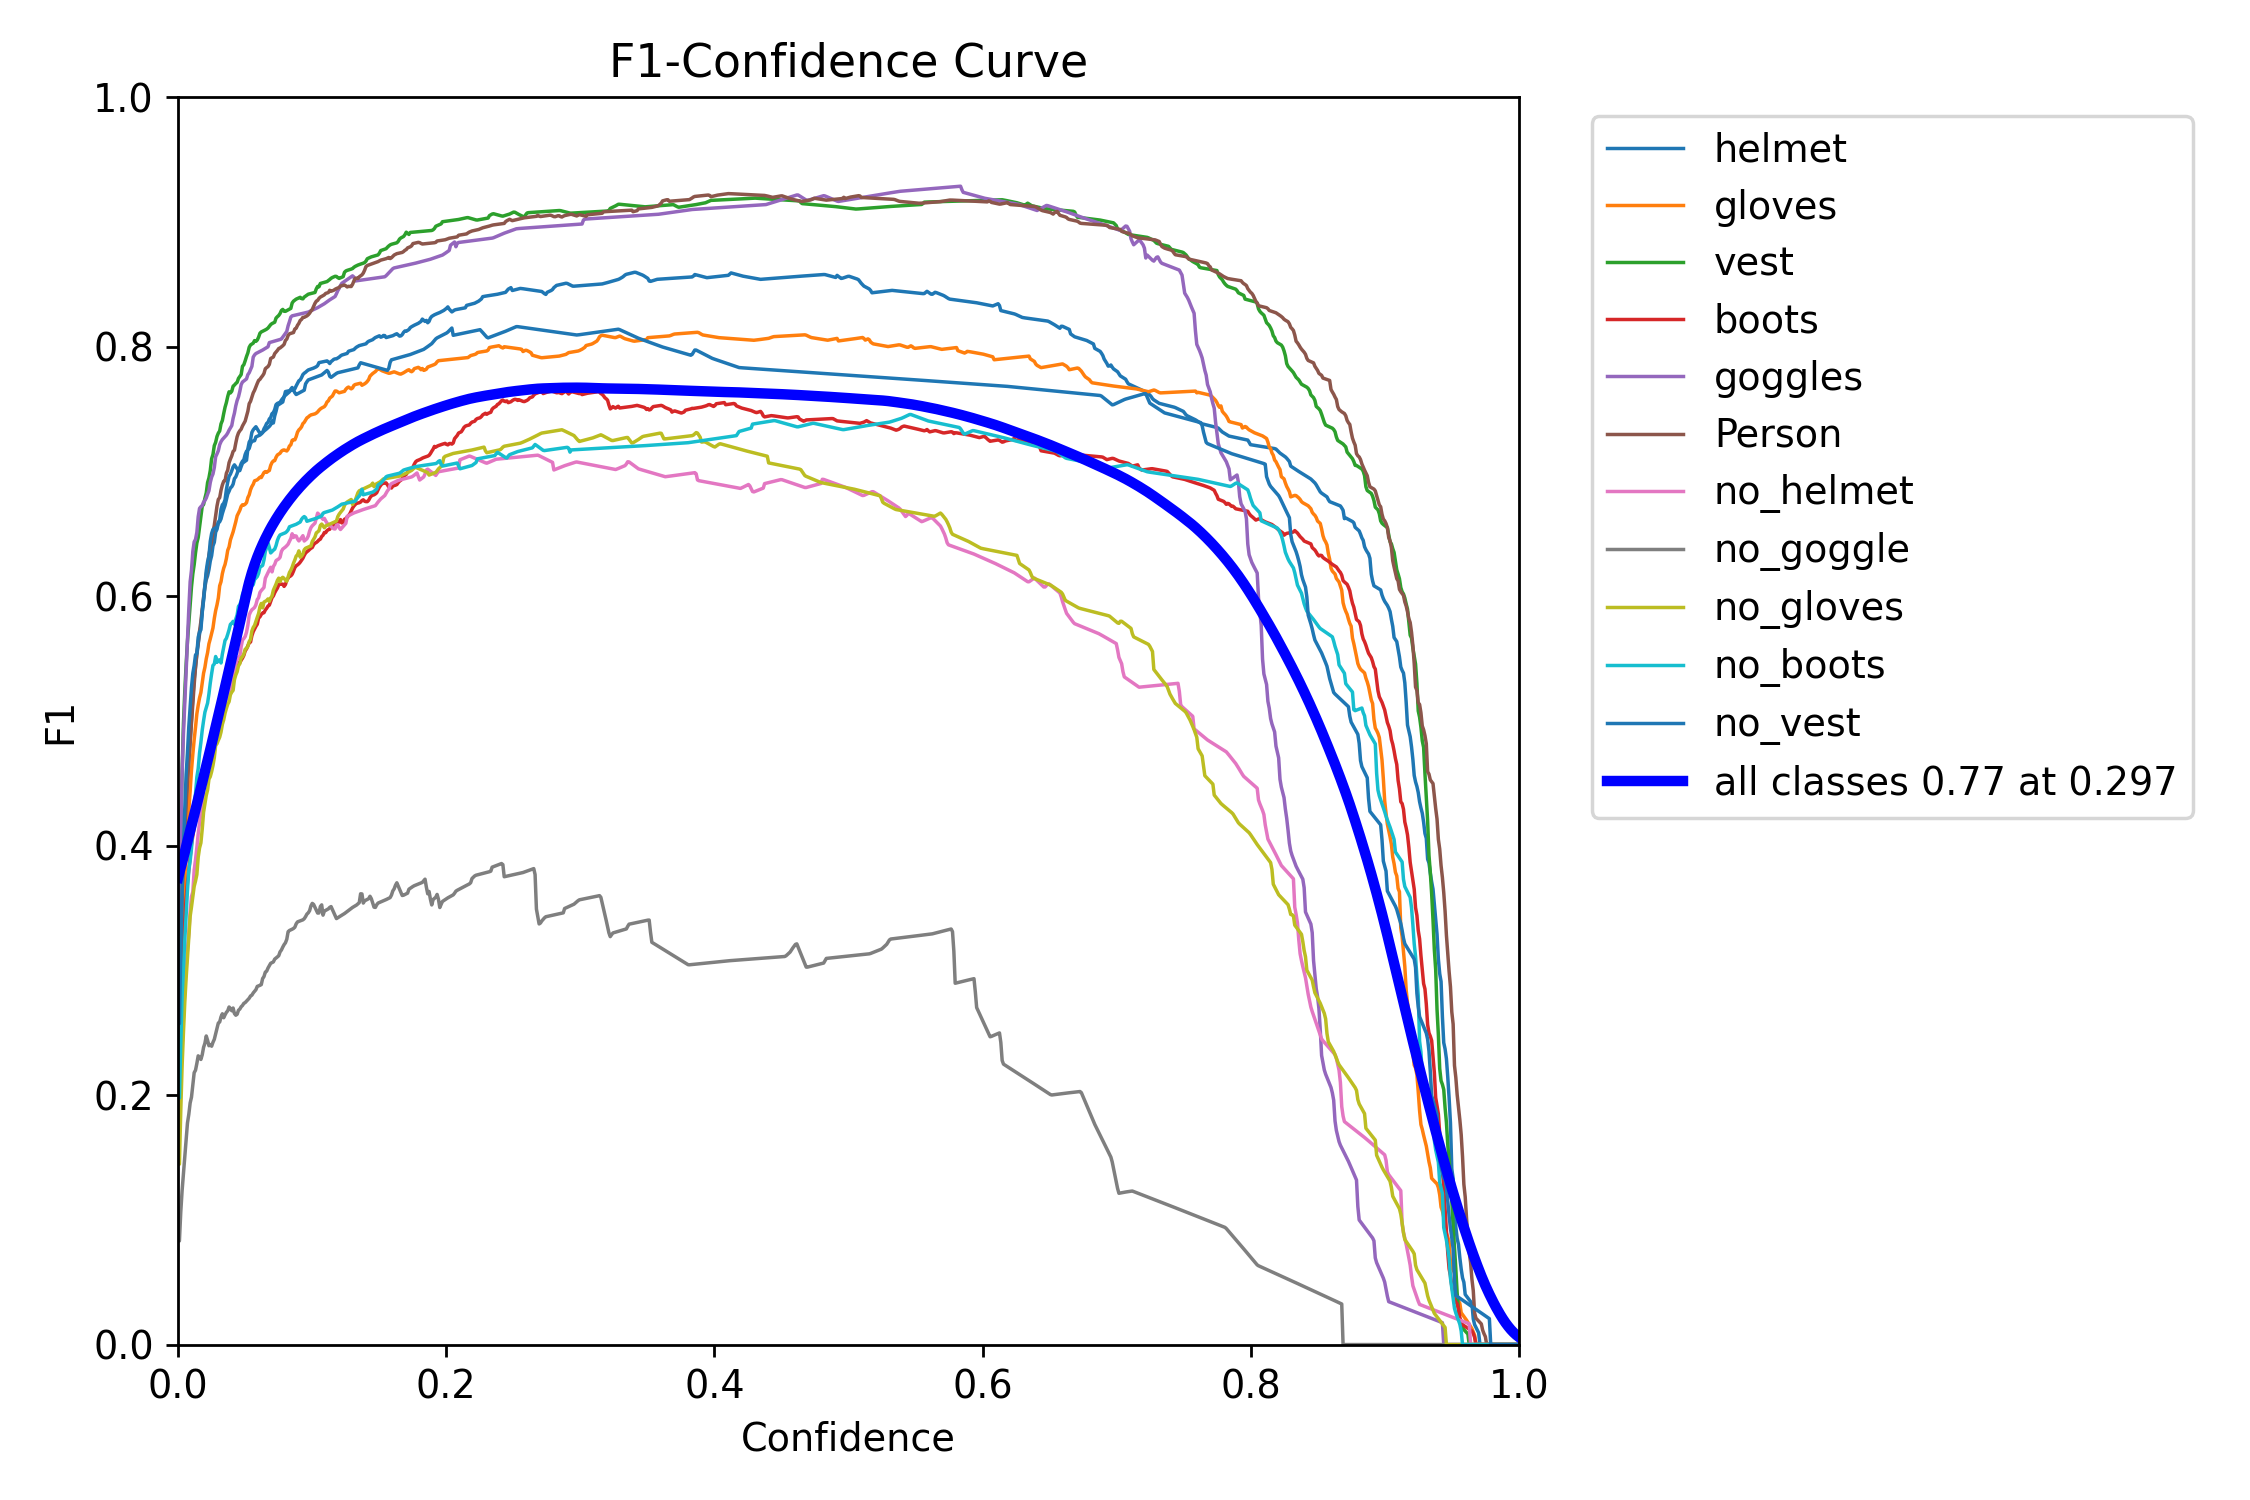 F1-Confidence Curve
1.0
0.8
0.6
0.4
0.2
0.0
F1
0.0 0.2 0.4 0.6 0.8 1.0
Confidence
helmet
gloves
vest
boots
goggles
Person
no_helmet
no_goggle
no_gloves
no_boots
no_vest
all classes 0.77 at 0.297